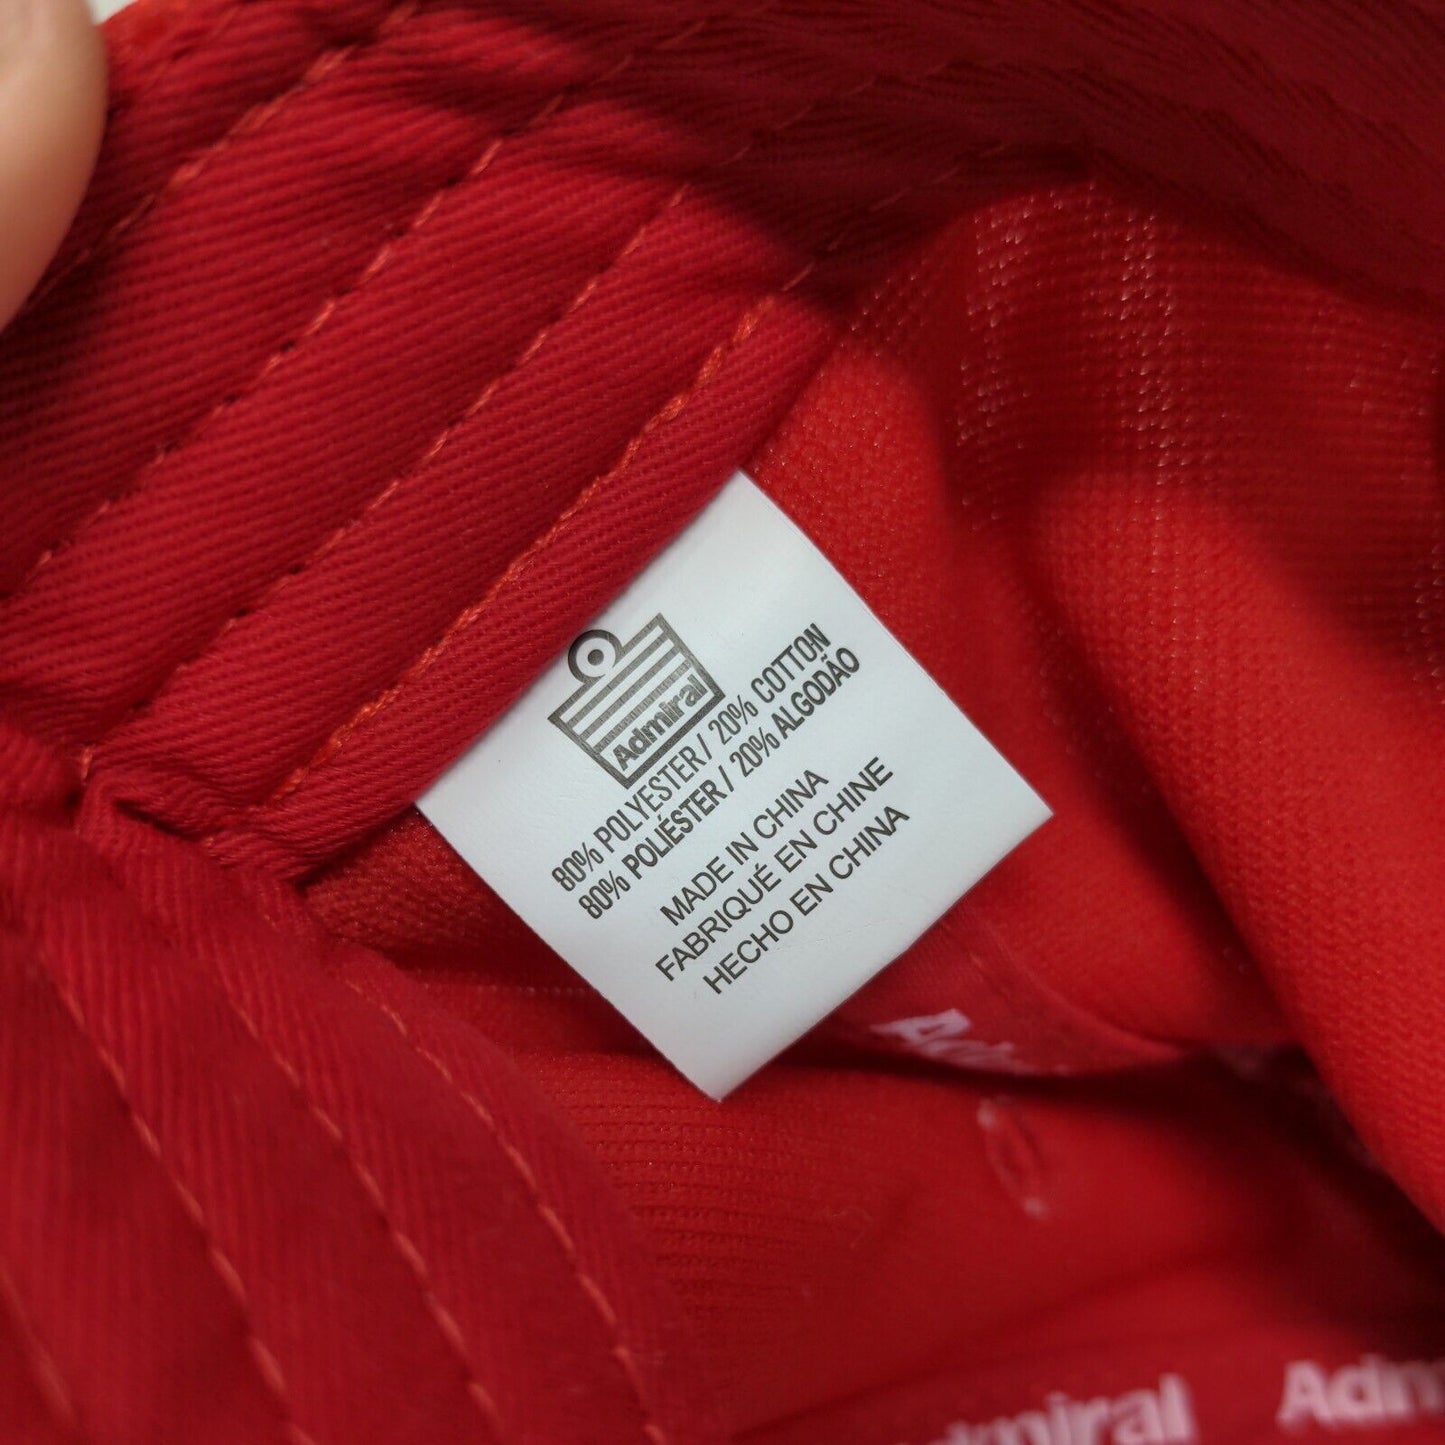 Admiral
80% POLYESTER / 20% COTTON
80% POLIÉSTER / 20% ALGODÃO
MADE IN CHINA
FABRIQUÉ EN CHINE
HECHO EN CHINA
Admiral